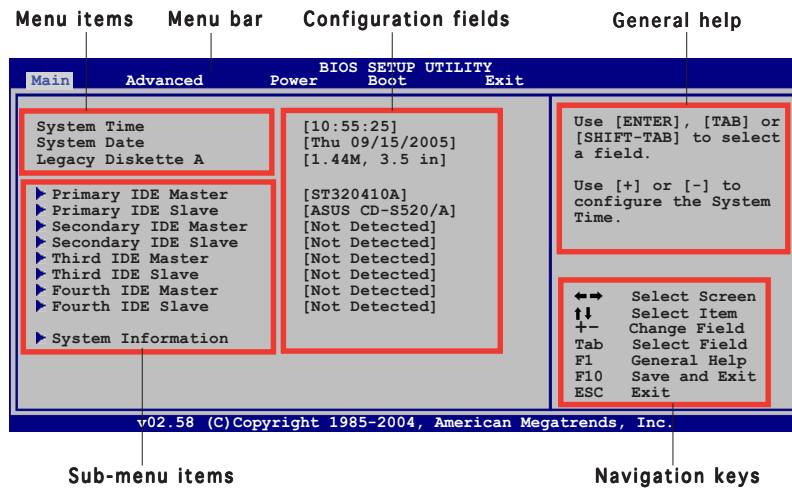 Menu items Menu bar Configuration fields General help
BIOS SETUP UTILITY
Main Advanced Power Boot Exit
System Time [10:55:25]
System Date [Thu 09/15/2005]
Legacy Diskette A [1.44M, 3.5 in]
Primary IDE Master [ST320410A]
Primary IDE Slave [ASUS CD-S520/A]
Secondary IDE Master [Not Detected]
Secondary IDE Slave [Not Detected]
Third IDE Master [Not Detected]
Third IDE Slave [Not Detected]
Fourth IDE Master [Not Detected]
Fourth IDE Slave [Not Detected]
System Information
Use [ENTER], [TAB] or
[SHIFT-TAB] to select
a field.
Use [+] or [-] to
configure the System
Time.
←→ Select Screen
↑↓ Select Item
+- Change Field
Tab Select Field
F1 General Help
F10 Save and Exit
ESC Exit
v02.58 (C)Copyright 1985-2004, American Megatrends, Inc.
Sub-menu items Navigation keys